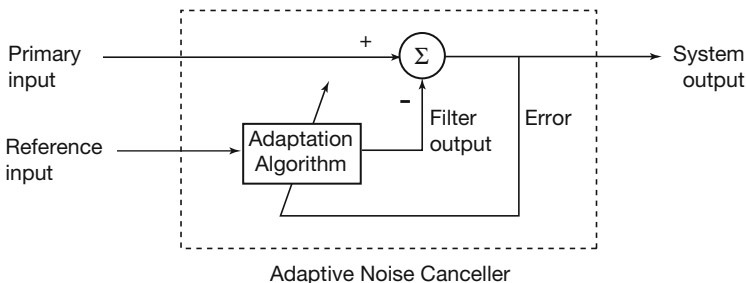 Primary
input
+
Σ
System
output
-
Filter
output
Error
Reference
input
Adaptation
Algorithm
Adaptive Noise Canceller